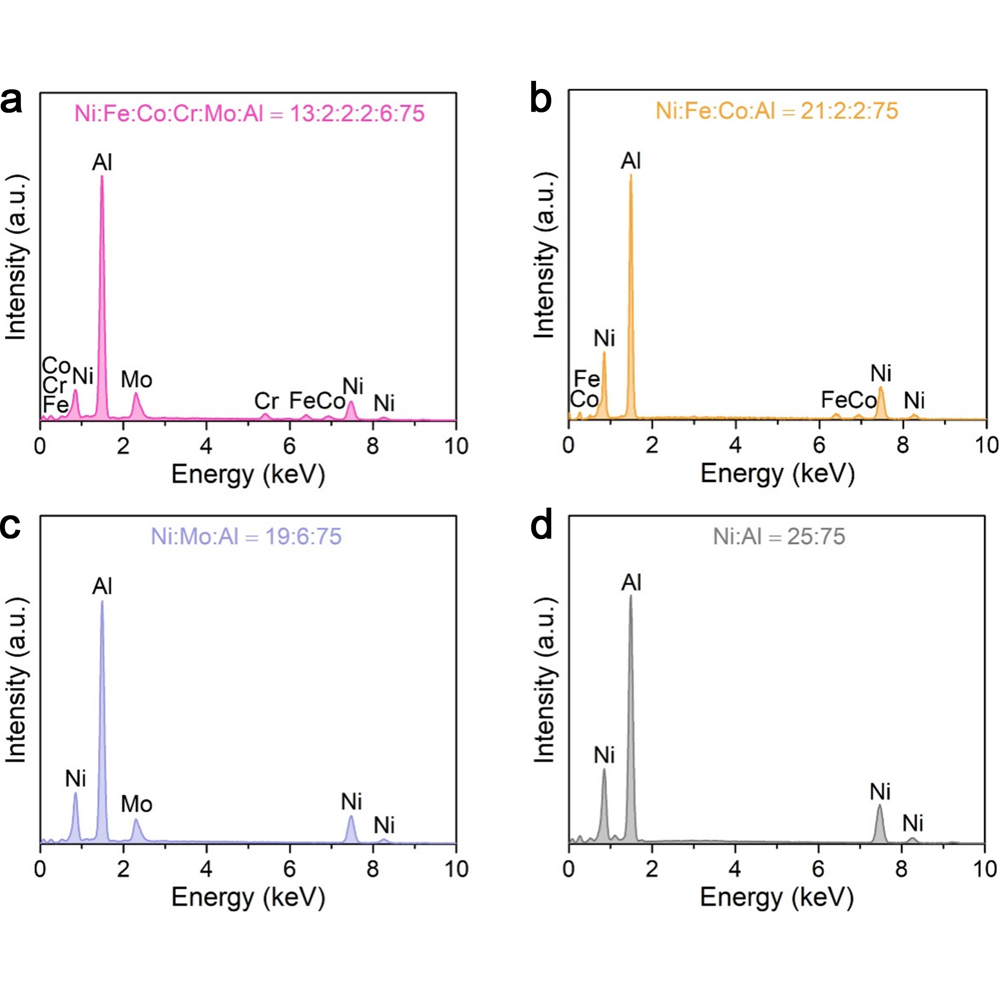 a
Ni:Fe:Co:Cr:Mo:Al = 13:2:2:2:6:75
Intensity (a.u.)
Al
Co
Cr
Fe
Ni
Mo
Cr
Fe
Co
Ni
Ni
0 2 4 6 8 10
Energy (keV)
b
Ni:Fe:Co:Al = 21:2:2:75
Intensity (a.u.)
Al
Ni
Fe
Co
Fe
Co
Ni
Ni
0 2 4 6 8 10
Energy (keV)
c
Ni:Mo:Al = 19:6:75
Intensity (a.u.)
Al
Ni
Mo
Ni
Ni
0 2 4 6 8 10
Energy (keV)
d
Ni:Al = 25:75
Intensity (a.u.)
Al
Ni
Ni
Ni
0 2 4 6 8 10
Energy (keV)